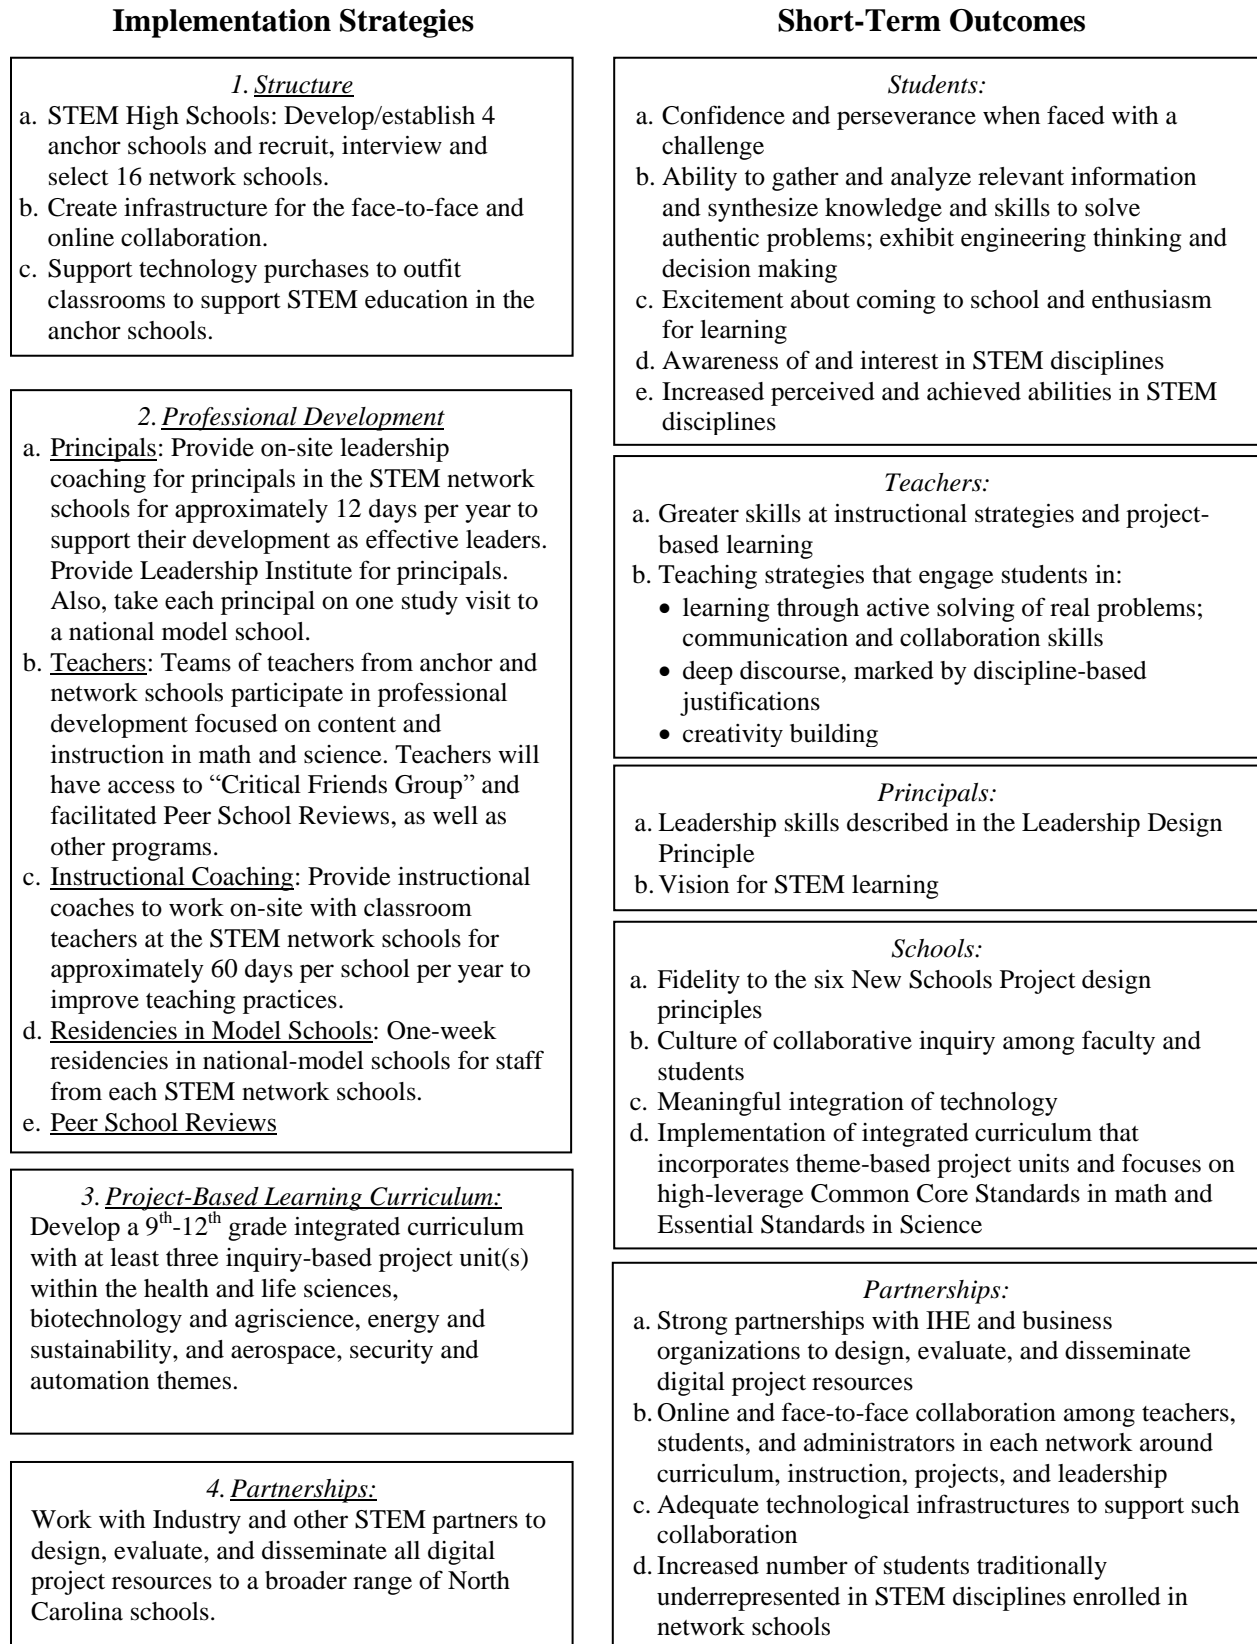 Implementation Strategies
1. Structure
a. STEM High Schools: Develop/establish 4
anchor schools and recruit, interview and
select 16 network schools.
b. Create infrastructure for the face-to-face and
online collaboration.
c. Support technology purchases to outfit
classrooms to support STEM education in the
anchor schools.
2. Professional Development
a. Principals: Provide on-site leadership
coaching for principals in the STEM network
schools for approximately 12 days per year to
support their development as effective leaders.
Provide Leadership Institute for principals.
Also, take each principal on one study visit to
a national model school.
b. Teachers: Teams of teachers from anchor and
network schools participate in professional
development focused on content and
instruction in math and science. Teachers will
have access to “Critical Friends Group” and
facilitated Peer School Reviews, as well as
other programs.
c. Instructional Coaching: Provide instructional
coaches to work on-site with classroom
teachers at the STEM network schools for
approximately 60 days per school per year to
improve teaching practices.
d. Residencies in Model Schools: One-week
residencies in national-model schools for staff
from each STEM network schools.
e. Peer School Reviews
3. Project-Based Learning Curriculum:
Develop a 9th-12th grade integrated curriculum
with at least three inquiry-based project unit(s)
within the health and life sciences,
biotechnology and agriscience, energy and
sustainability, and aerospace, security and
automation themes.
4. Partnerships:
Work with Industry and other STEM partners to
design, evaluate, and disseminate all digital
project resources to a broader range of North
Carolina schools.
Short-Term Outcomes
Students:
a. Confidence and perseverance when faced with a
challenge
b. Ability to gather and analyze relevant information
and synthesize knowledge and skills to solve
authentic problems; exhibit engineering thinking and
decision making
c. Excitement about coming to school and enthusiasm
for learning
d. Awareness of and interest in STEM disciplines
e. Increased perceived and achieved abilities in STEM
disciplines
Teachers:
a. Greater skills at instructional strategies and project-
based learning
b. Teaching strategies that engage students in:
• learning through active solving of real problems;
communication and collaboration skills
• deep discourse, marked by discipline-based
justifications
• creativity building
Principals:
a. Leadership skills described in the Leadership Design
Principle
b. Vision for STEM learning
Schools:
a. Fidelity to the six New Schools Project design
principles
b. Culture of collaborative inquiry among faculty and
students
c. Meaningful integration of technology
d. Implementation of integrated curriculum that
incorporates theme-based project units and focuses on
high-leverage Common Core Standards in math and
Essential Standards in Science
Partnerships:
a. Strong partnerships with IHE and business
organizations to design, evaluate, and disseminate
digital project resources
b. Online and face-to-face collaboration among teachers,
students, and administrators in each network around
curriculum, instruction, projects, and leadership
c. Adequate technological infrastructures to support such
collaboration
d. Increased number of students traditionally
underrepresented in STEM disciplines enrolled in
network schools